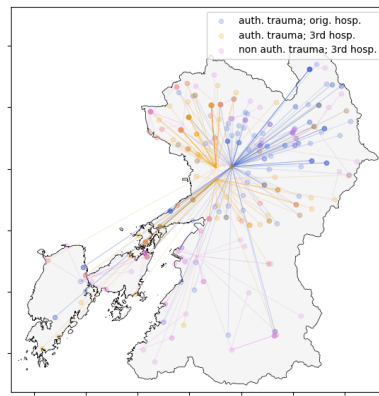 auth. trauma; orig. hosp.
auth. trauma; 3rd hosp.
non auth. trauma; 3rd hosp.